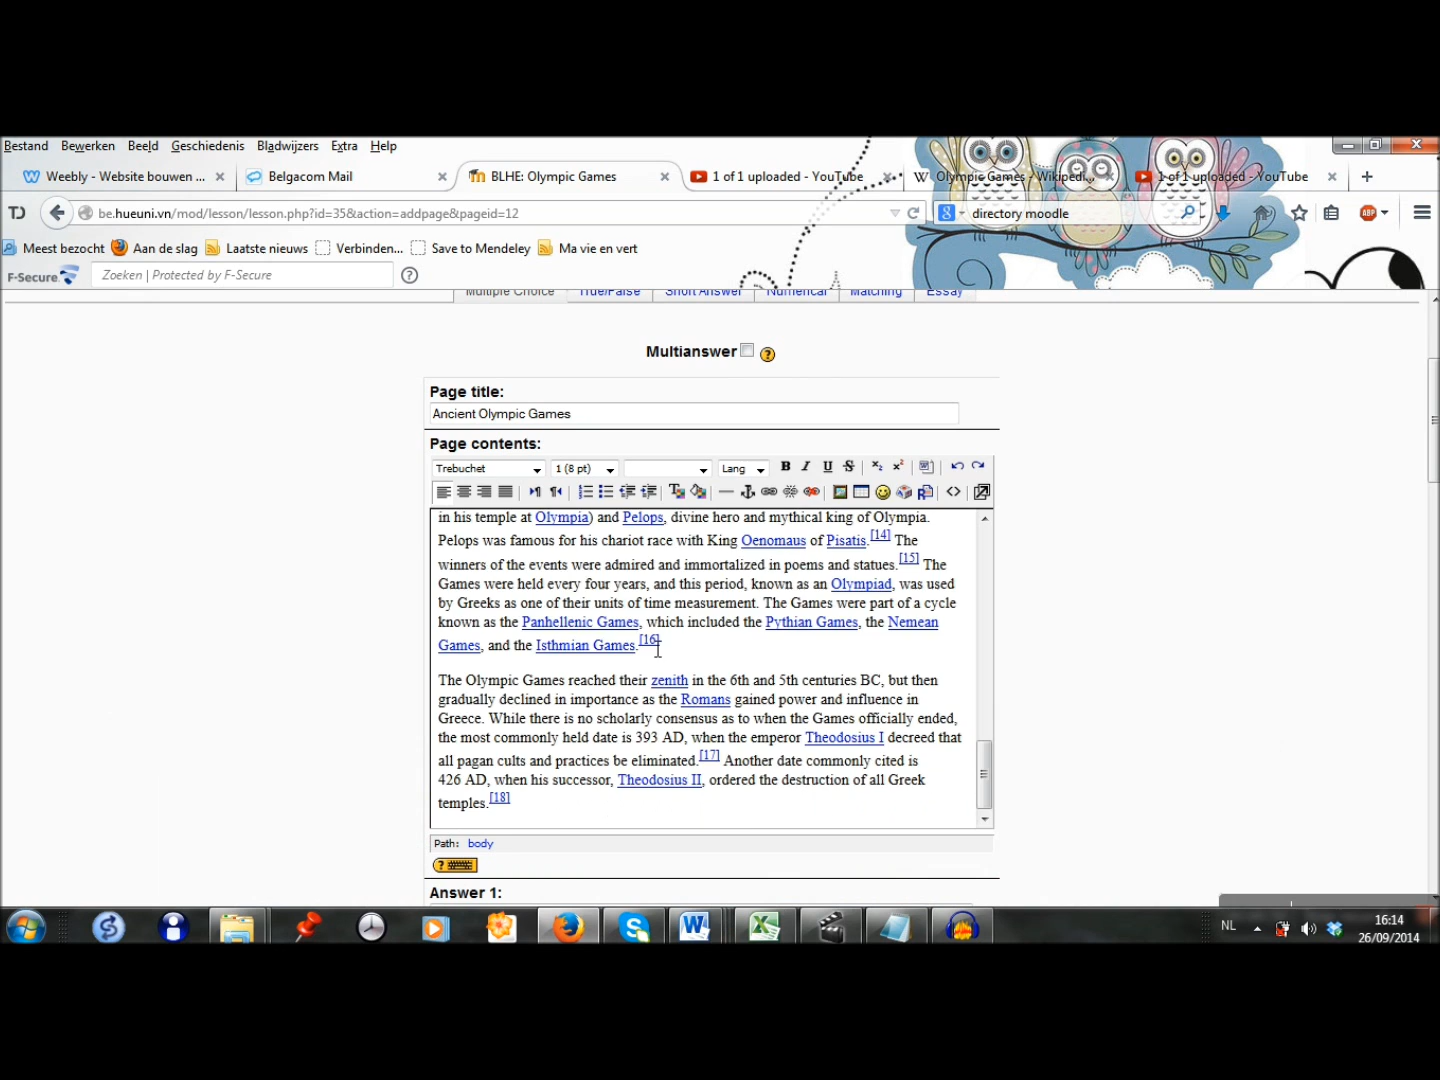 Bestand Bewerken Beeld Geschiedenis Bladwijzers Extra Help
Weebly - Website bouwen ... Belgacom Mail BLHE: Olympic Games 1 of 1 uploaded - YouTube Olympic Games - Wikipedi... 1 of 1 uploaded - YouTube
be.hueuni.vn/mod/lesson/lesson.php?id=35&action=addpage&pageid=12 directory moodle ABP
Meest bezocht Aan de slag Laatste nieuws Verbinden... Save to Mendeley Ma vie en vert
F-Secure Zoeken | Protected by F-Secure
Multiple Choice True/False Short Answer Numerical Matching Essay
Multianswer
Page title:
Ancient Olympic Games
Page contents:
Trebuchet 1 (8 pt) Lang B I U S
in his temple at Olympia) and Pelops, divine hero and mythical king of Olympia.
Pelops was famous for his chariot race with King Oenomaus of Pisatis.[14] The
winners of the events were admired and immortalized in poems and statues.[15] The
Games were held every four years, and this period, known as an Olympiad, was used
by Greeks as one of their units of time measurement. The Games were part of a cycle
known as the Panhellenic Games, which included the Pythian Games, the Nemean
Games, and the Isthmian Games.[16]
The Olympic Games reached their zenith in the 6th and 5th centuries BC, but then
gradually declined in importance as the Romans gained power and influence in
Greece. While there is no scholarly consensus as to when the Games officially ended,
the most commonly held date is 393 AD, when the emperor Theodosius I decreed that
all pagan cults and practices be eliminated.[17] Another date commonly cited is
426 AD, when his successor, Theodosius II, ordered the destruction of all Greek
temples.[18]
Path: body
Answer 1:
NL 16:14
26/09/2014